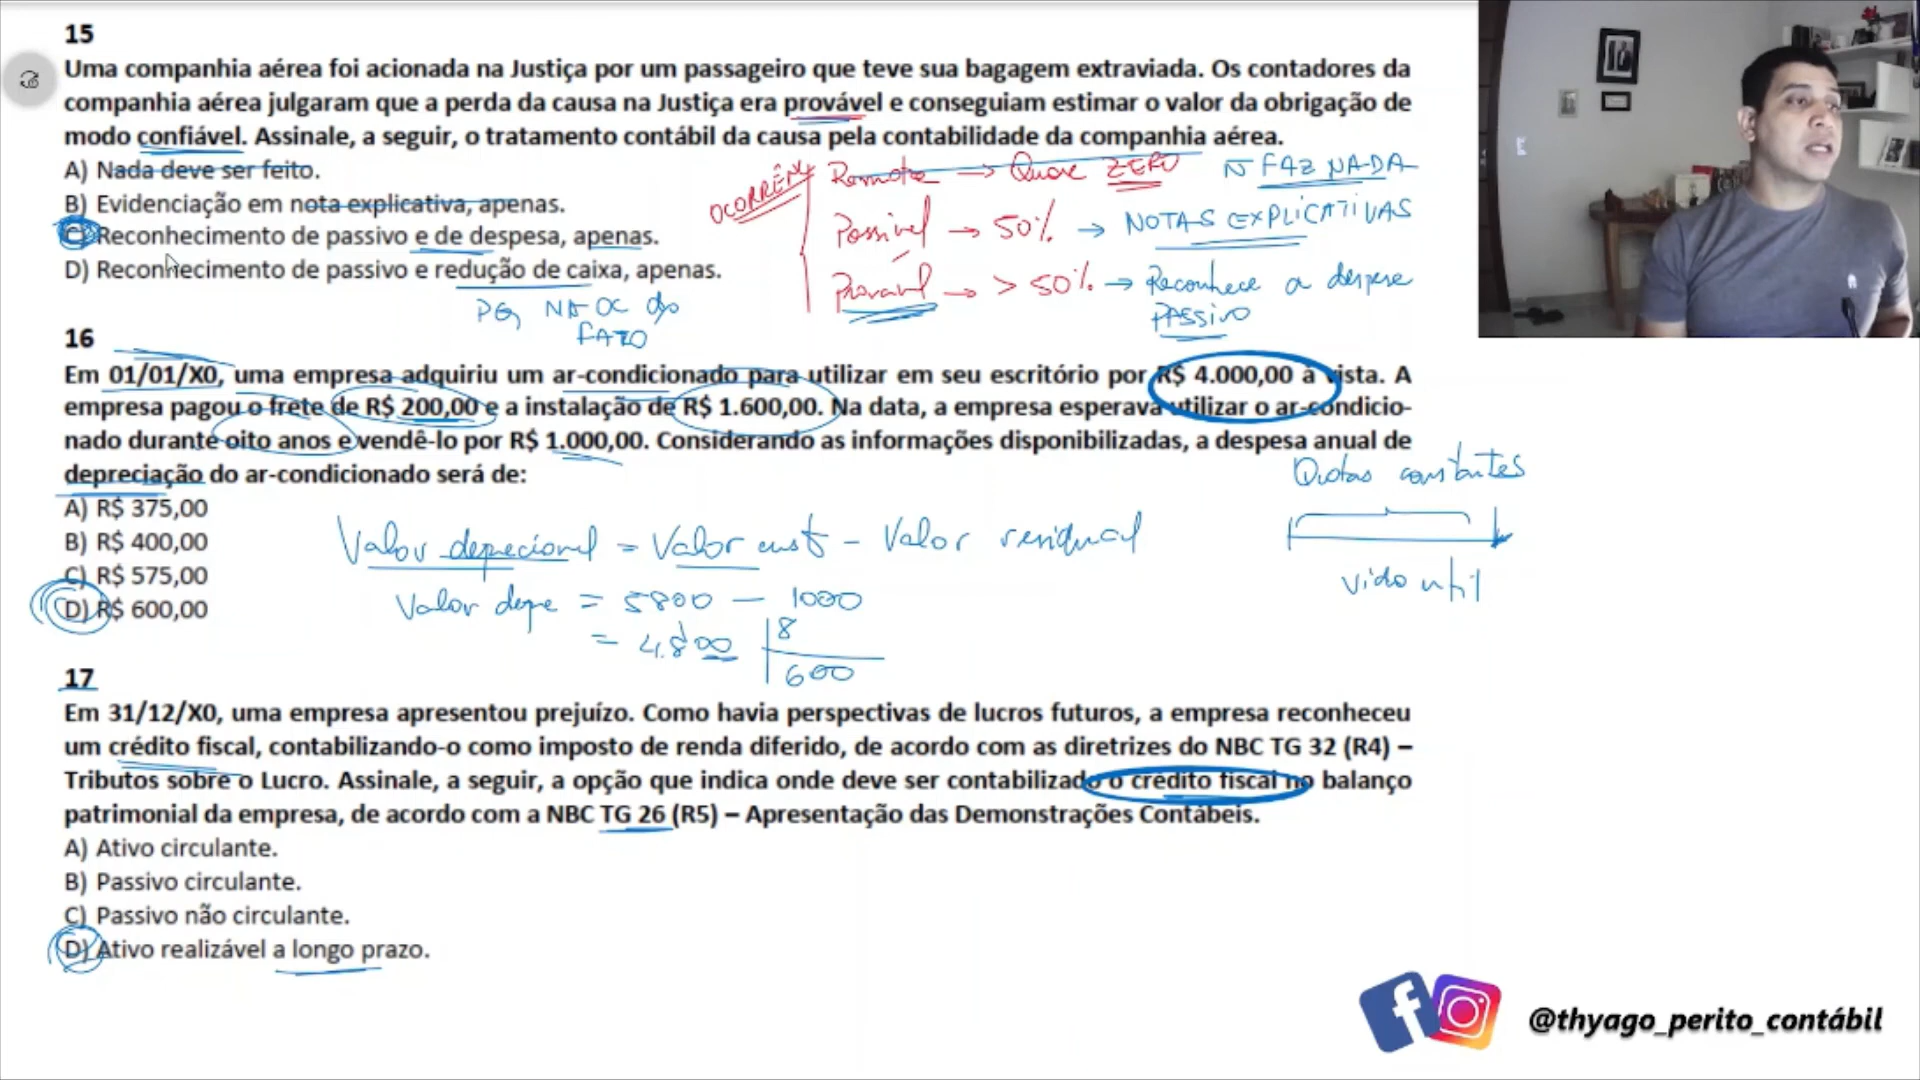 15
Uma companhia aérea foi acionada na Justiça por um passageiro que teve sua bagagem extraviada. Os contadores da
companhia aérea julgaram que a perda da causa na Justiça era provável e conseguiam estimar o valor da obrigação de
modo confiável. Assinale, a seguir, o tratamento contábil da causa pela contabilidade da companhia aérea.
A) Nada deve ser feito.
B) Evidenciação em nota explicativa, apenas.
C) Reconhecimento de passivo e de despesa, apenas.
D) Reconhecimento de passivo e redução de caixa, apenas.
OCORRÊN
Remota → Quase ZERO Ñ FAZ NADA
Possível → 50% → NOTAS EXPLICATIVAS
Provável → > 50% → Reconhece a despesa
PASSIVO
NA OC do
FATO
16
Em 01/01/X0, uma empresa adquiriu um ar-condicionado para utilizar em seu escritório por R$ 4.000,00 à vista. A
empresa pagou o frete de R$ 200,00 e a instalação de R$ 1.600,00. Na data, a empresa esperava utilizar o ar-condicio-
nado durante oito anos e vendê-lo por R$ 1.000,00. Considerando as informações disponibilizadas, a despesa anual de
depreciação do ar-condicionado será de:
A) R$ 375,00
B) R$ 400,00
C) R$ 575,00
D) R$ 600,00
Quotas constantes
vida útil
Valor depreciável = Valor cust - Valor residual
Valor depre = 5800 - 1000
= 4.800 8
600
17
Em 31/12/X0, uma empresa apresentou prejuízo. Como havia perspectivas de lucros futuros, a empresa reconheceu
um crédito fiscal, contabilizando-o como imposto de renda diferido, de acordo com as diretrizes do NBC TG 32 (R4) –
Tributos sobre o Lucro. Assinale, a seguir, a opção que indica onde deve ser contabilizado o crédito fiscal no balanço
patrimonial da empresa, de acordo com a NBC TG 26 (R5) – Apresentação das Demonstrações Contábeis.
A) Ativo circulante.
B) Passivo circulante.
C) Passivo não circulante.
D) Ativo realizável a longo prazo.
@thyago_perito_contábil